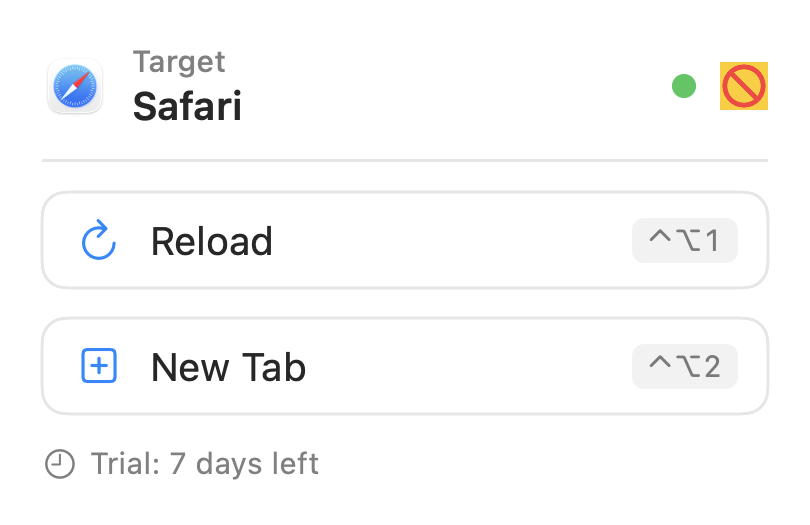 Target
Safari
Reload ^⌥1
New Tab ^⌥2
Trial: 7 days left